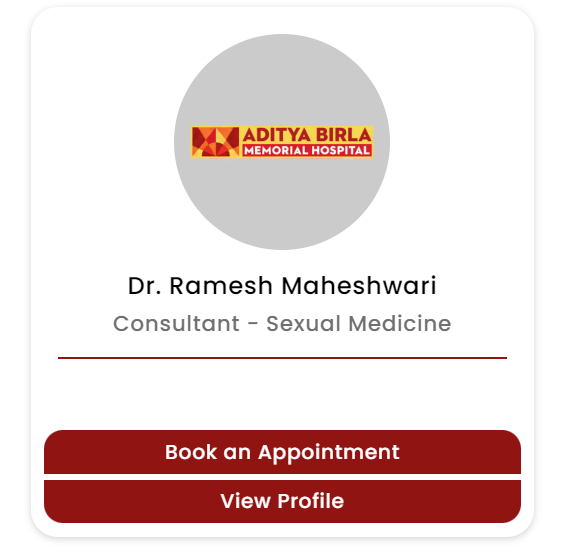 ADITYA BIRLA
MEMORIAL HOSPITAL
Dr. Ramesh Maheshwari
Consultant - Sexual Medicine
Book an Appointment
View Profile